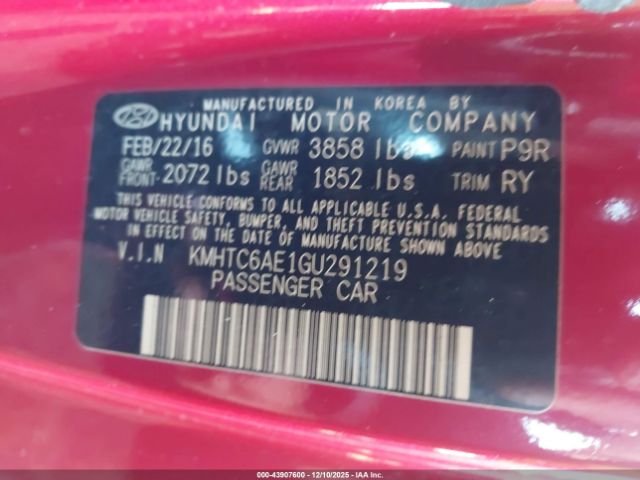 MANUFACTURED IN KOREA BY
HYUNDAI MOTOR COMPANY
FEB/22/16 GVWR 3858 lbs PAINT P9R
GAWR FRONT 2072 lbs GAWR REAR 1852 lbs TRIM RY
THIS VEHICLE CONFORMS TO ALL APPLICABLE U.S.A. FEDERAL
MOTOR VEHICLE SAFETY, BUMPER, AND THEFT PREVENTION STANDARDS
IN EFFECT ON THE DATE OF MANUFACTURE SHOWN ABOVE
V.I.N KMHTC6AE1GU291219
PASSENGER CAR
000-43907600 - 12/10/2025 - IAAI.CA